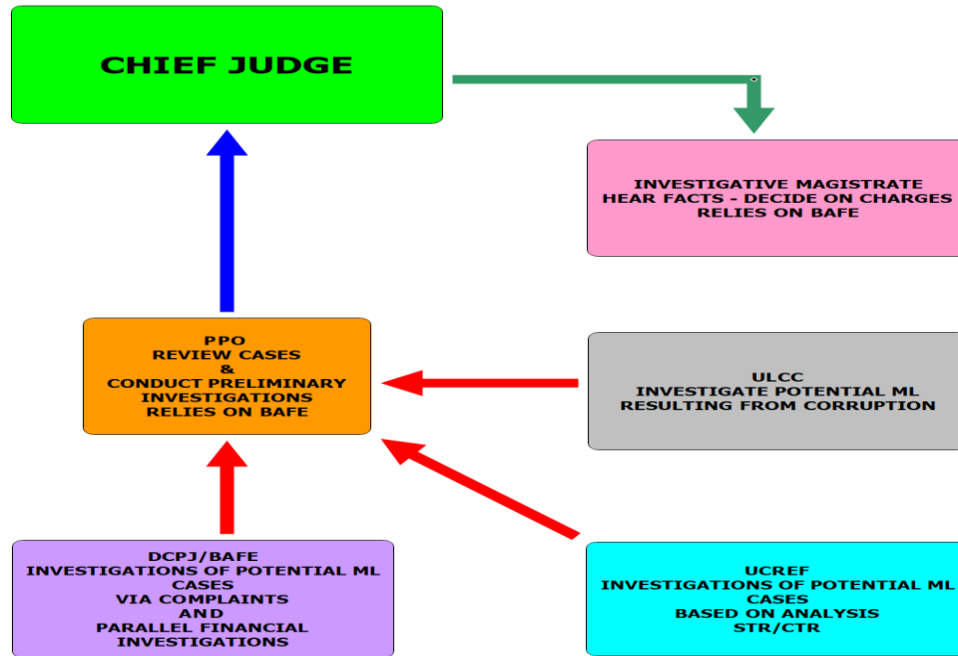 CHIEF JUDGE
INVESTIGATIVE MAGISTRATE
HEAR FACTS - DECIDE ON CHARGES
RELIES ON BAFE
PPO
REVIEW CASES
&
CONDUCT PRELIMINARY
INVESTIGATIONS
RELIES ON BAFE
ULCC
INVESTIGATE POTENTIAL ML
RESULTING FROM CORRUPTION
DCPJ/BAFE
INVESTIGATIONS OF POTENTIAL ML
CASES
VIA COMPLAINTS
AND
PARALLEL FINANCIAL
INVESTIGATIONS
UCREF
INVESTIGATIONS OF POTENTIAL ML
CASES
BASED ON ANALYSIS
STR/CTR